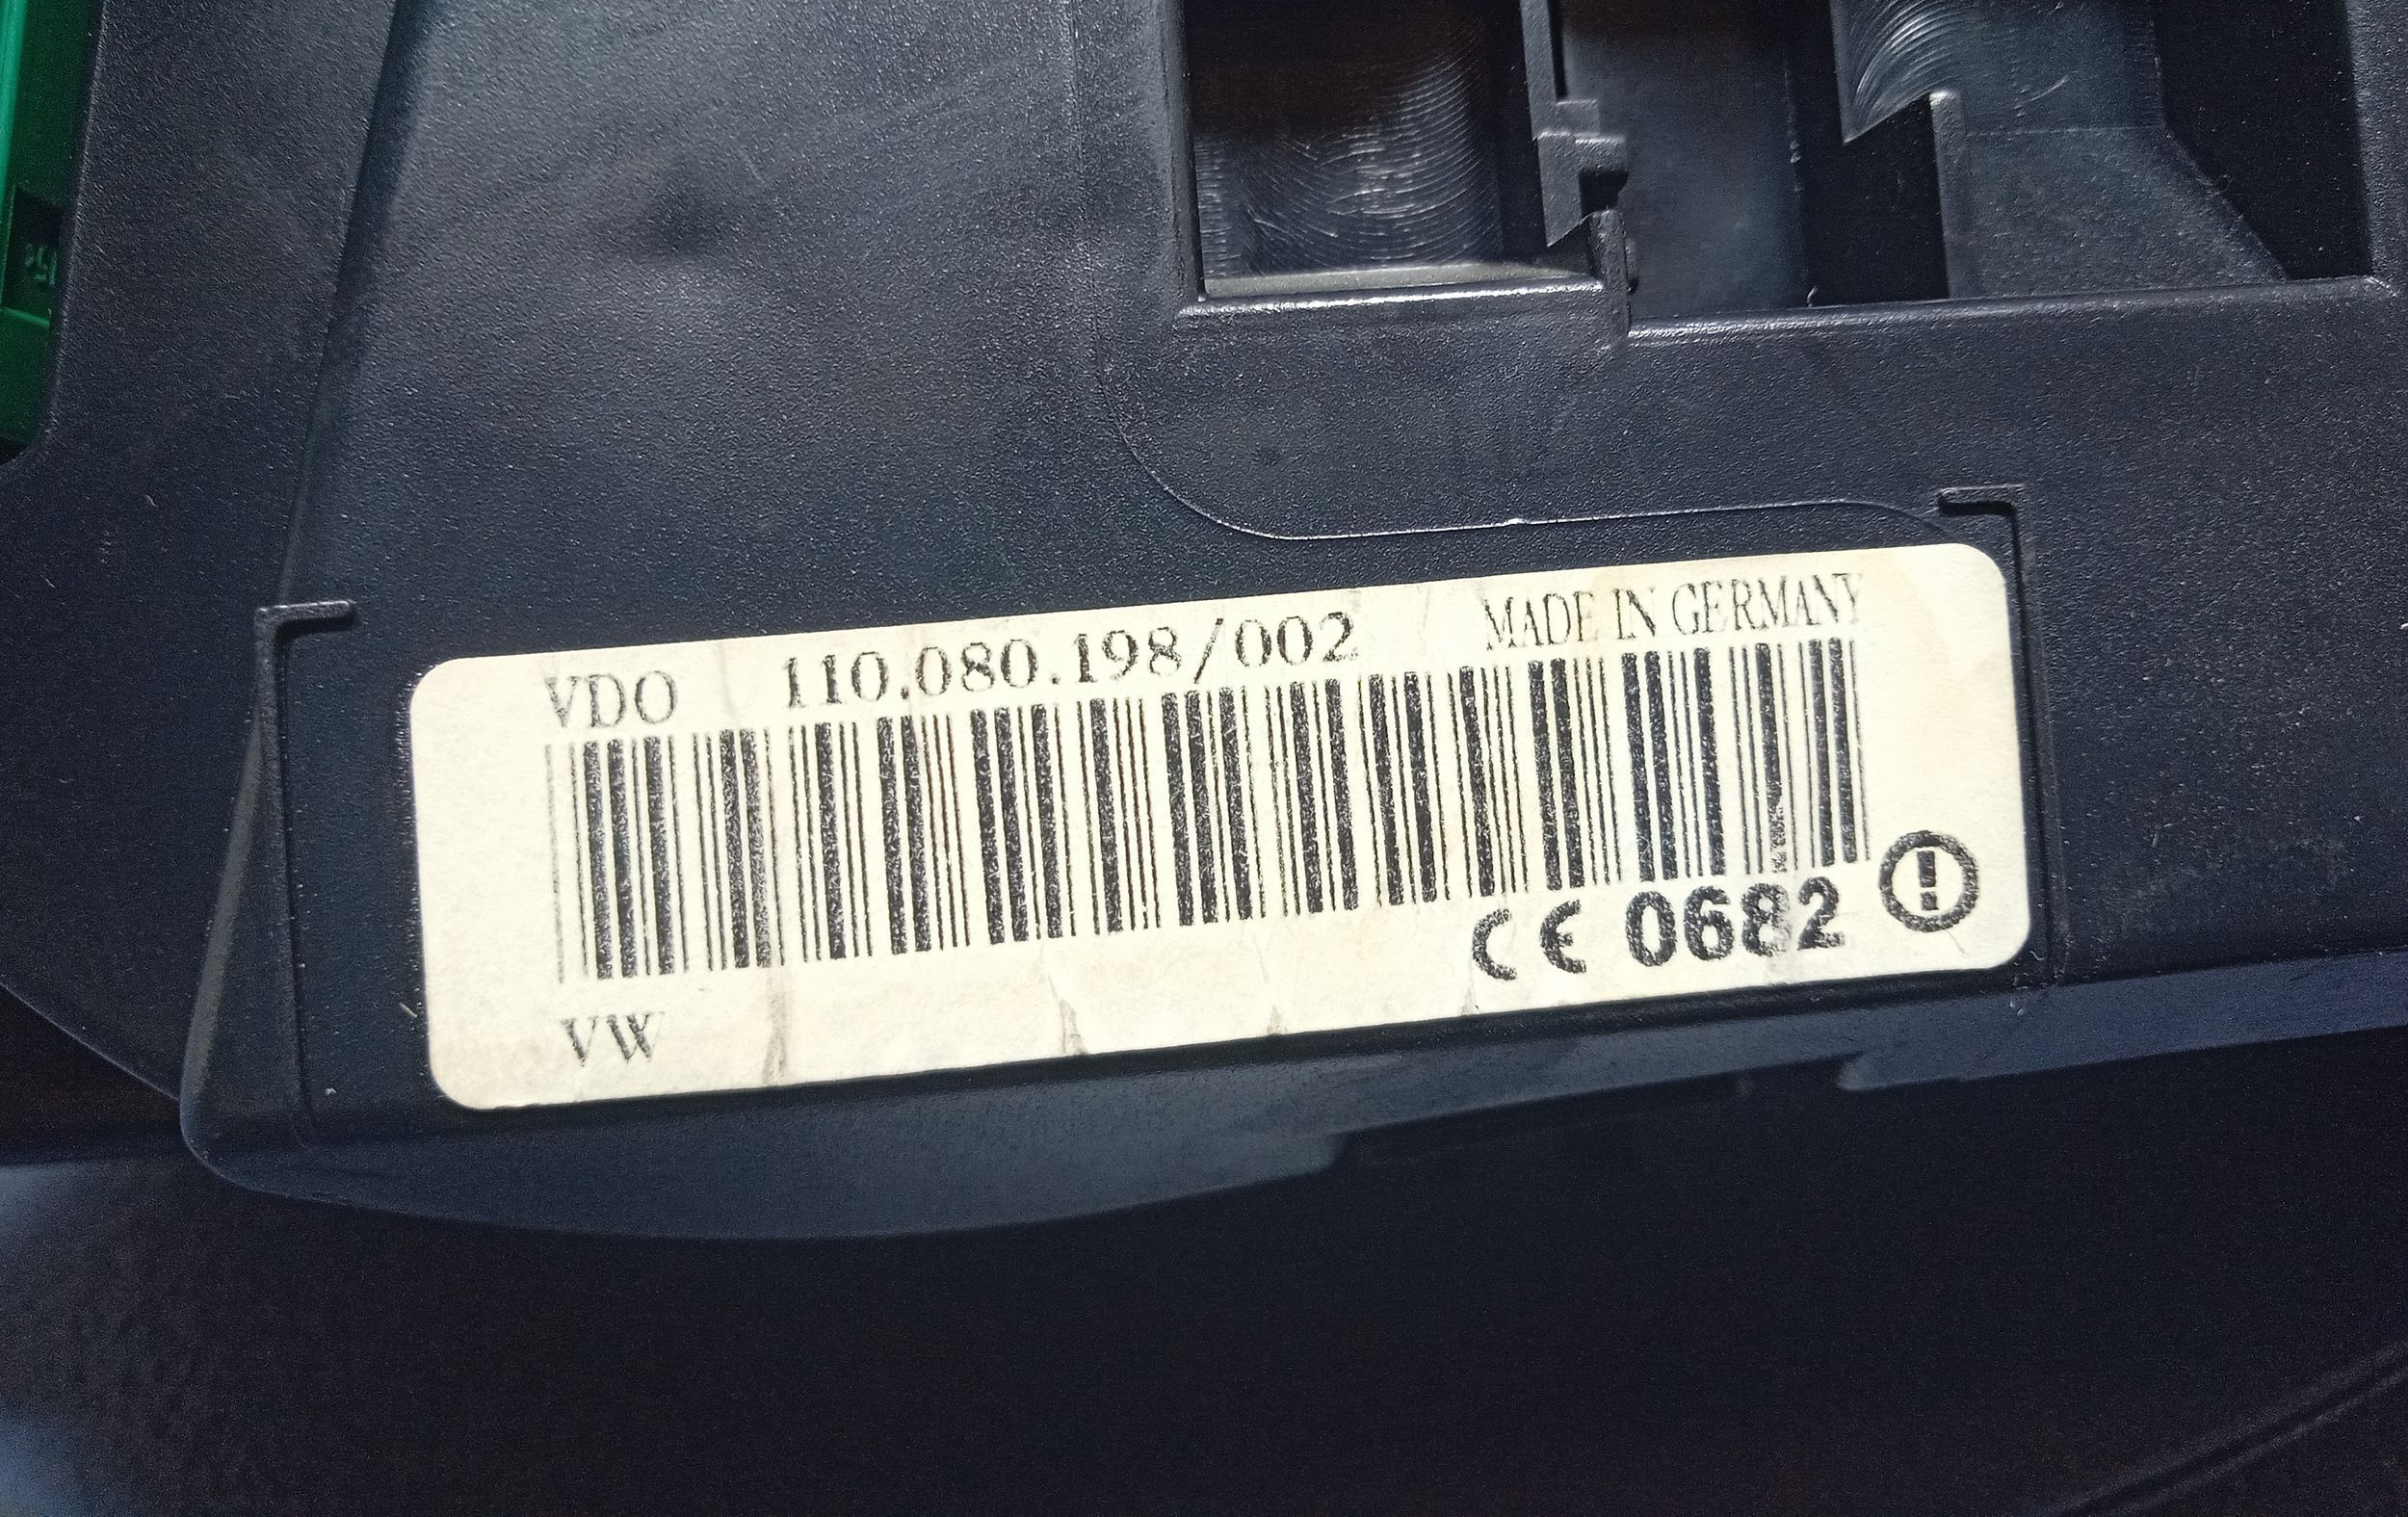 VDO 110.080.198/002 MADE IN GERMANY
CE 0682
VW